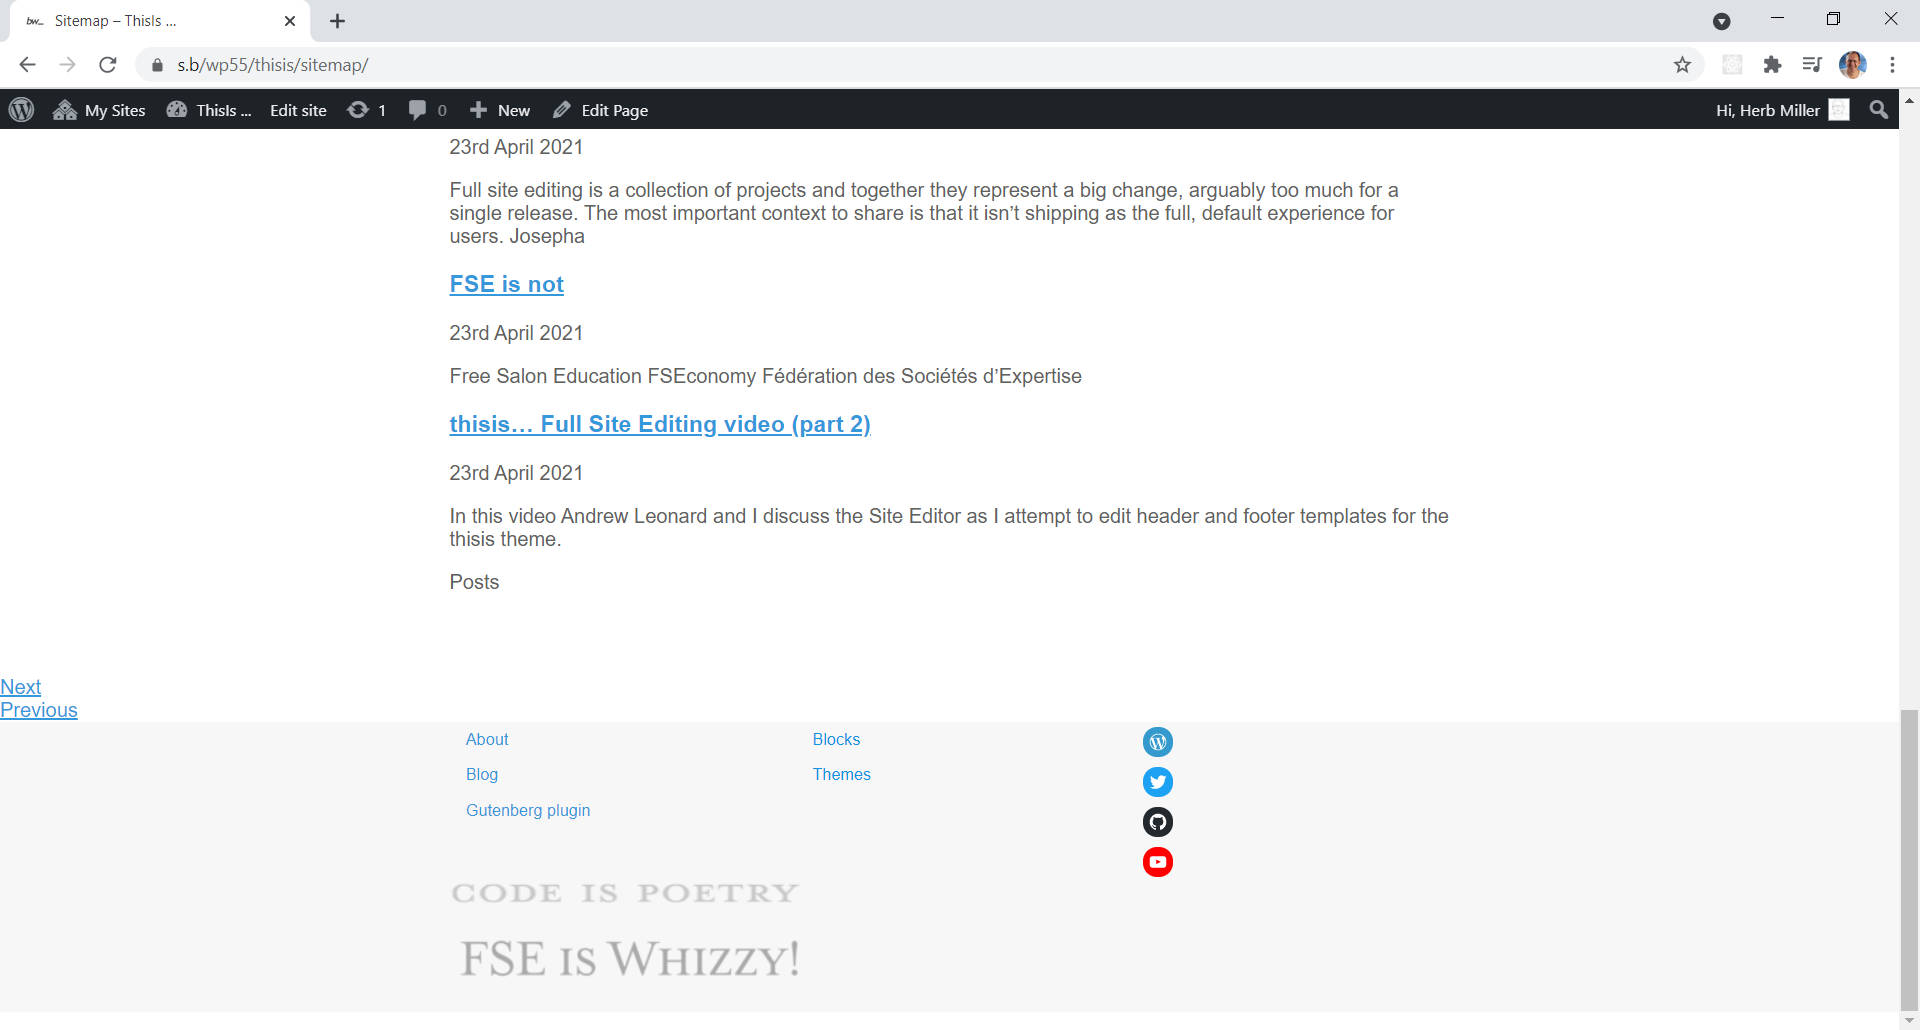 bw_ Sitemap – ThisIs ...
s.b/wp55/thisis/sitemap/
My Sites ThisIs ... Edit site 1 0 New Edit Page Hi, Herb Miller
23rd April 2021
Full site editing is a collection of projects and together they represent a big change, arguably too much for a
single release. The most important context to share is that it isn’t shipping as the full, default experience for
users. Josepha
FSE is not
23rd April 2021
Free Salon Education FSEconomy Fédération des Sociétés d’Expertise
thisis… Full Site Editing video (part 2)
23rd April 2021
In this video Andrew Leonard and I discuss the Site Editor as I attempt to edit header and footer templates for the
thisis theme.
Posts
Next
Previous
About
Blog
Gutenberg plugin
Blocks
Themes
CODE IS POETRY
FSE IS WHIZZY!